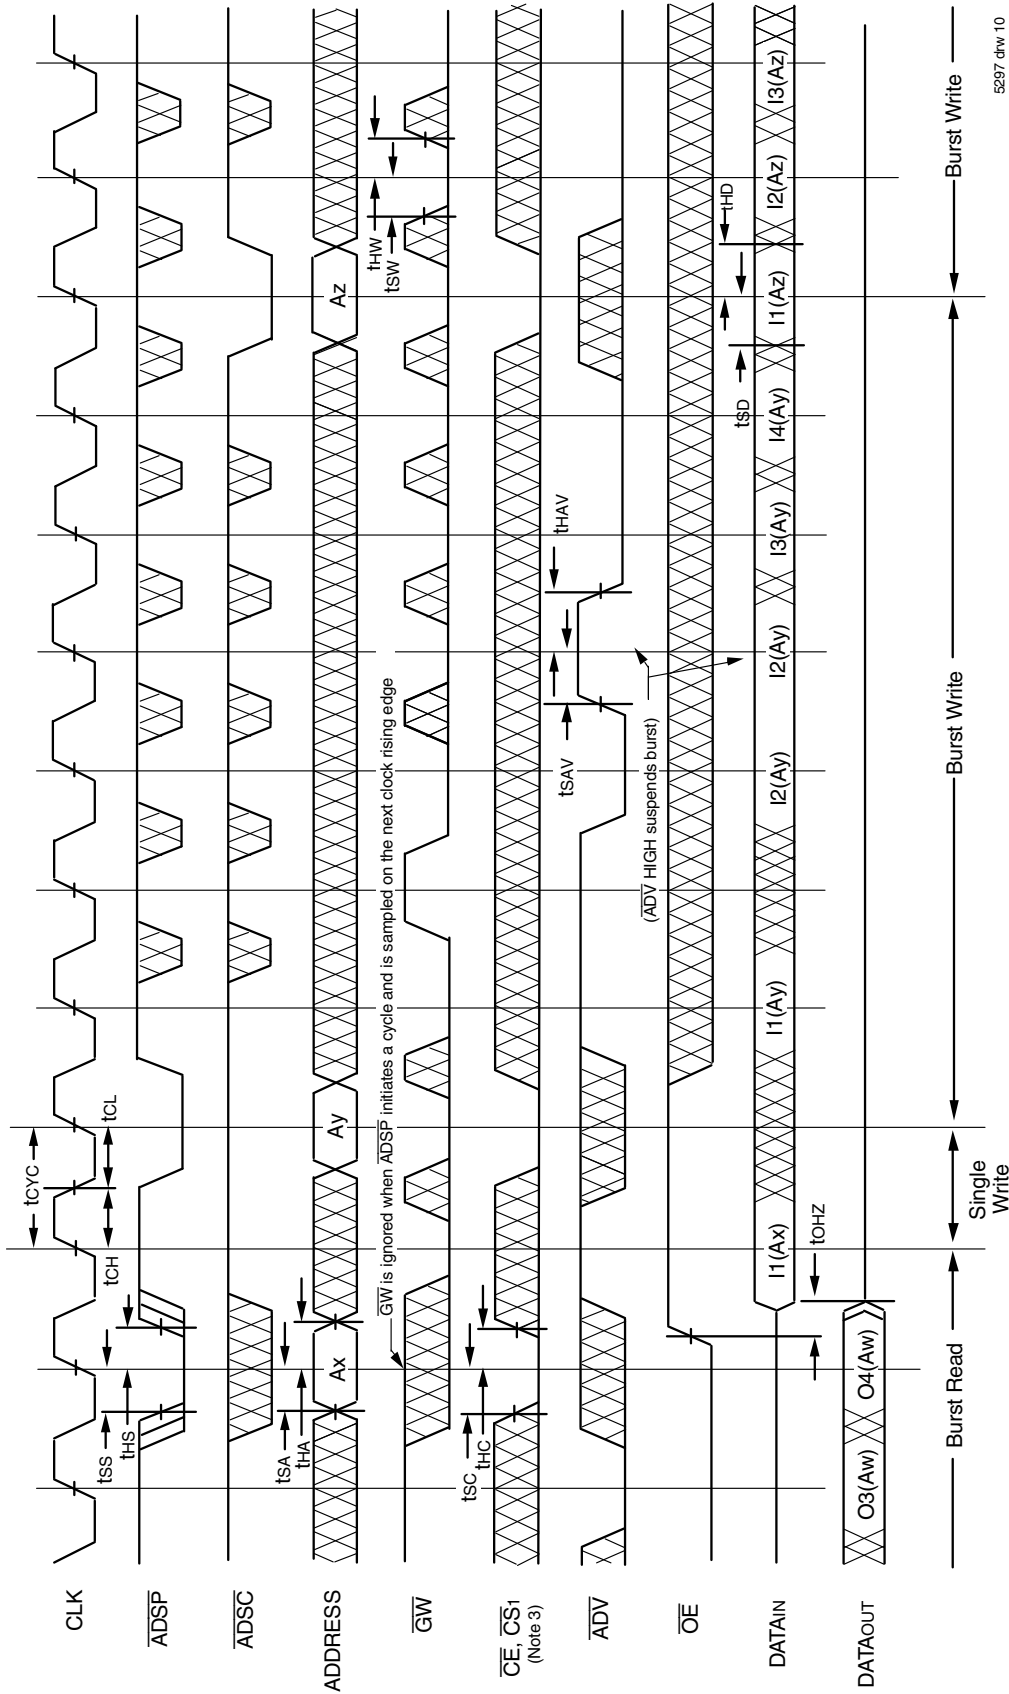 CLK
tCYC
tCH
tCL
ADSP
tSS
tHS
ADSC
ADDRESS
tSA
tHA
Ax
Ay
Az
GW
GW is ignored when ADSP initiates a cycle and is sampled on the next clock rising edge
tHW
tSW
CE, CS1
(Note 3)
tSC
tHC
ADV
tSAV
tHAV
(ADV HIGH suspends burst)
OE
DATAIN
I1(Ax)
I1(Ay)
I2(Ay)
I2(Ay)
I3(Ay)
I4(Ay)
I1(Az)
I2(Az)
I3(Az)
tSD
tHD
DATAOUT
O3(Aw)
O4(Aw)
tOHZ
Burst Read
Single
Write
Burst Write
Burst Write
5297 drw 10